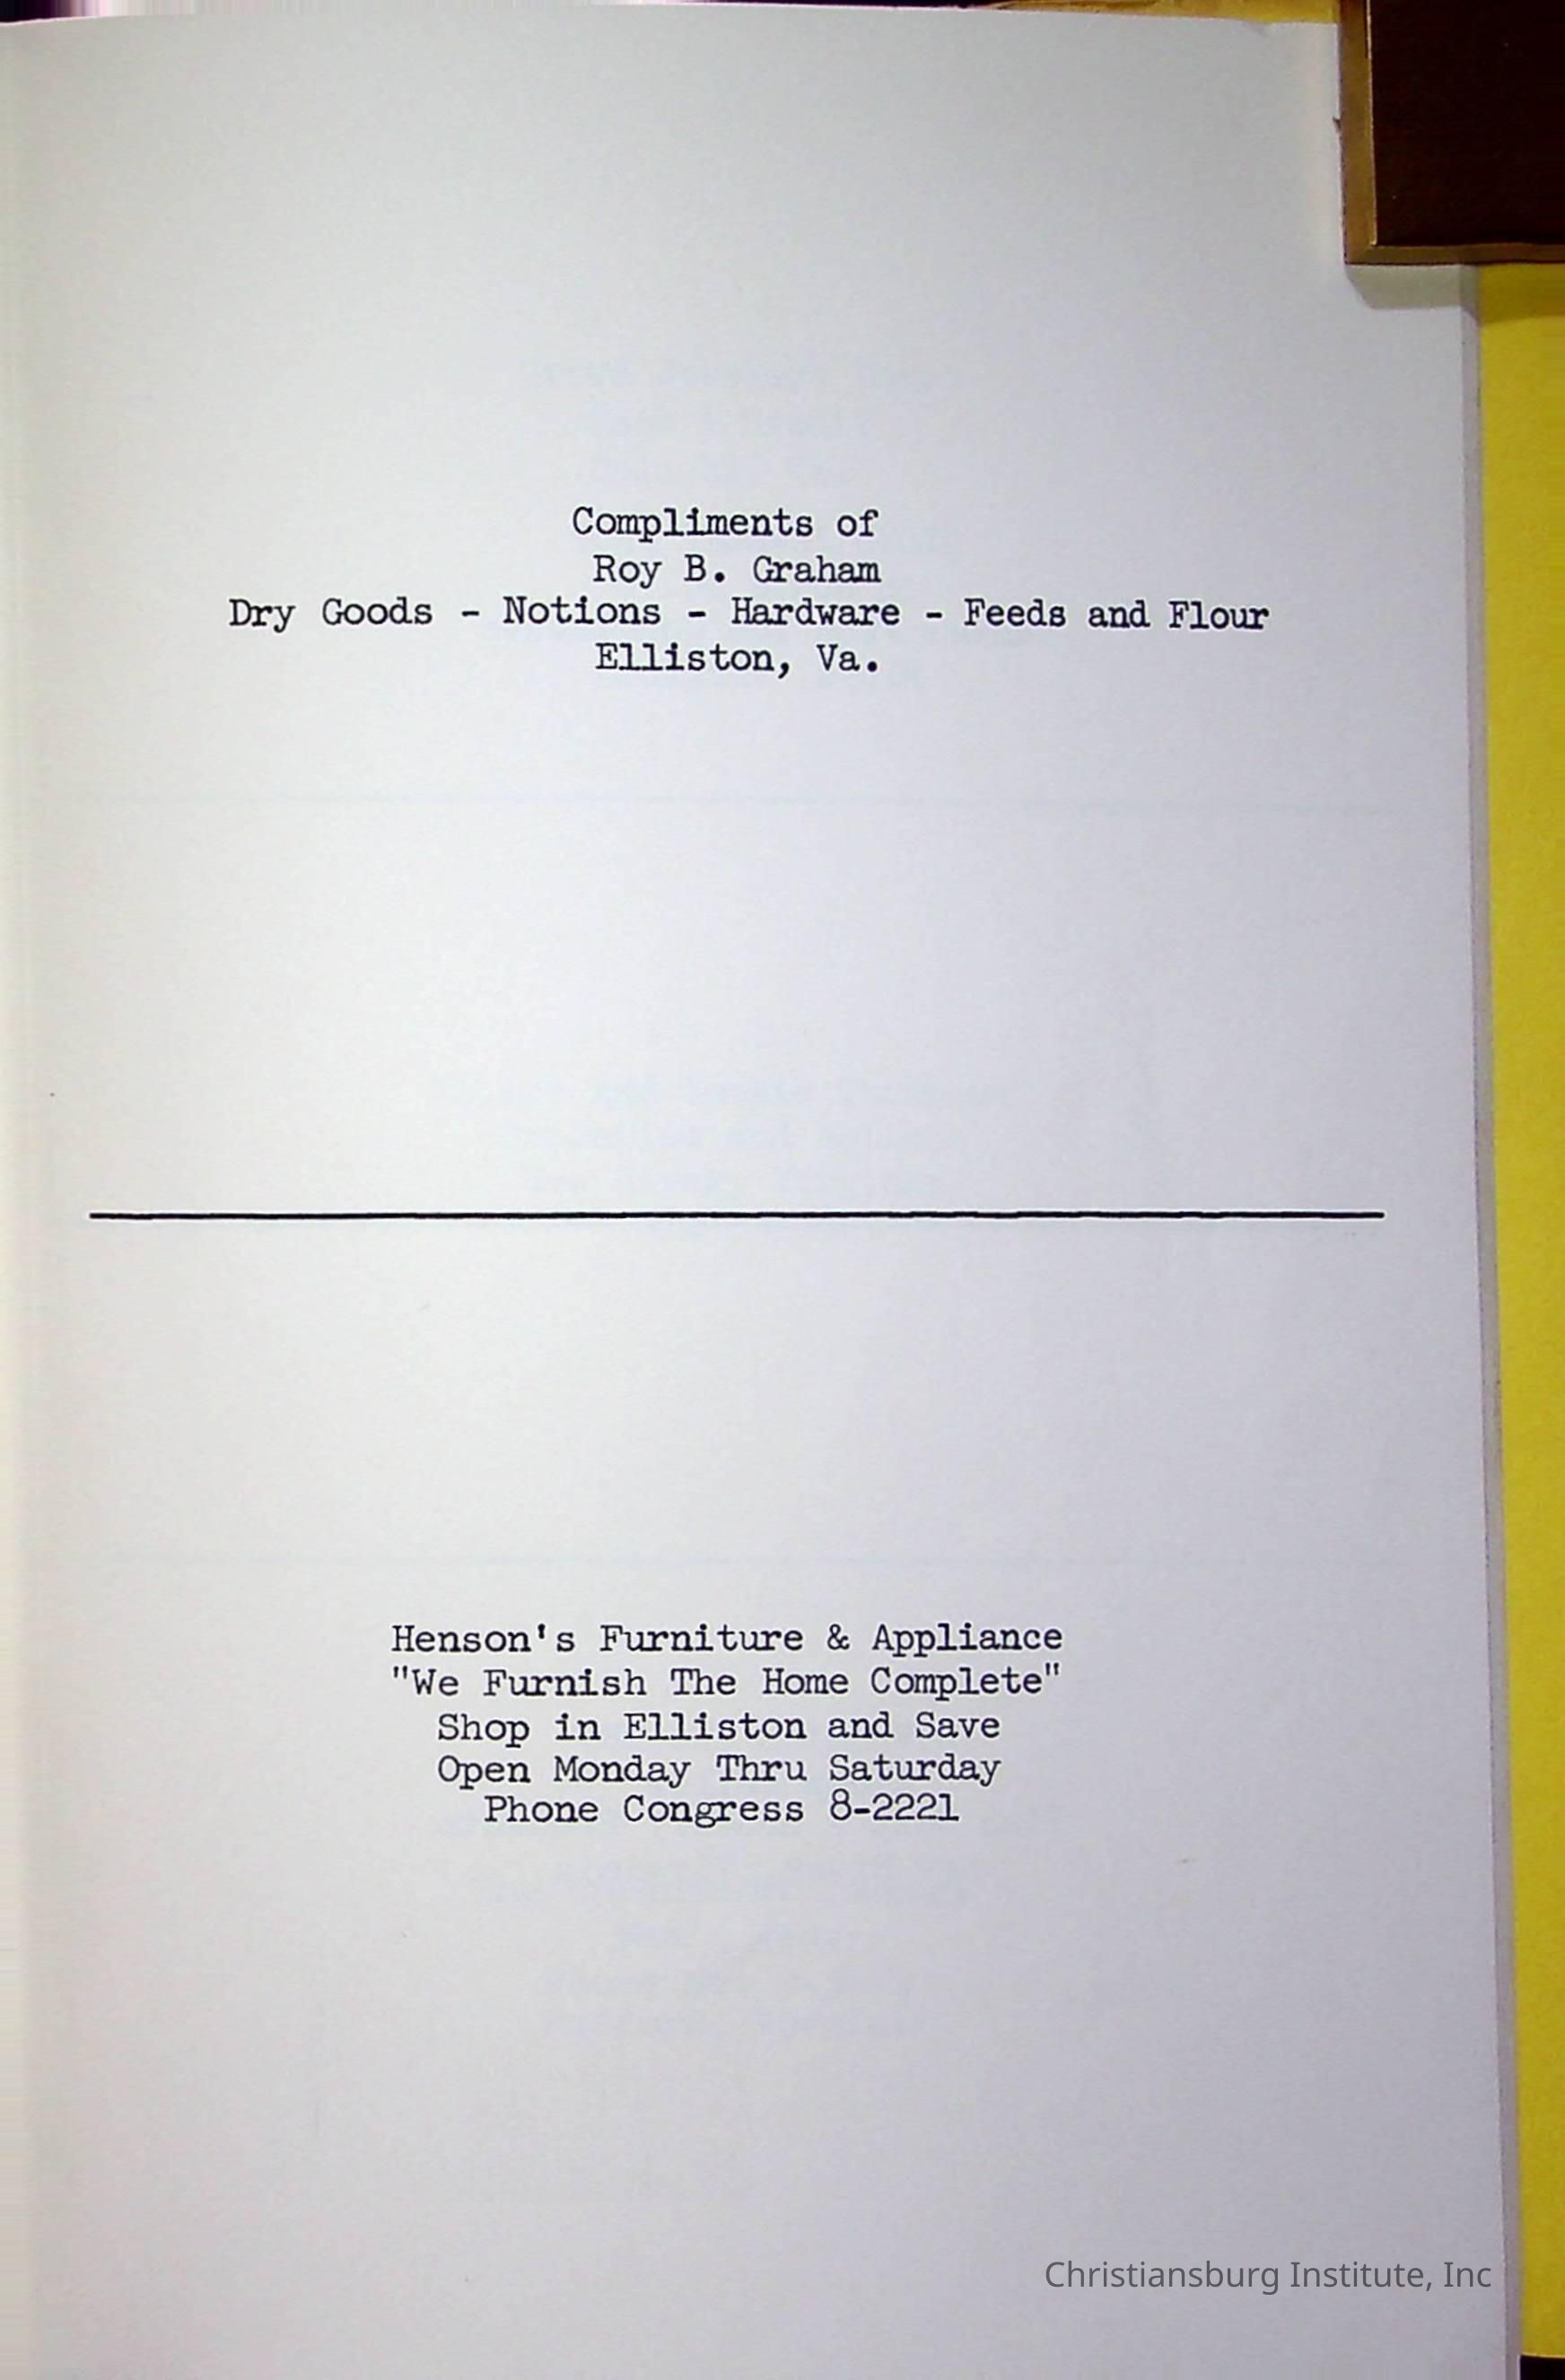 Compliments of
Roy B. Graham
Dry Goods - Notions - Hardware - Feeds and Flour
Elliston, Va.
Henson's Furniture & Appliance
"We Furnish The Home Complete"
Shop in Elliston and Save
Open Monday Thru Saturday
Phone Congress 8-2221
Christiansburg Institute, Inc